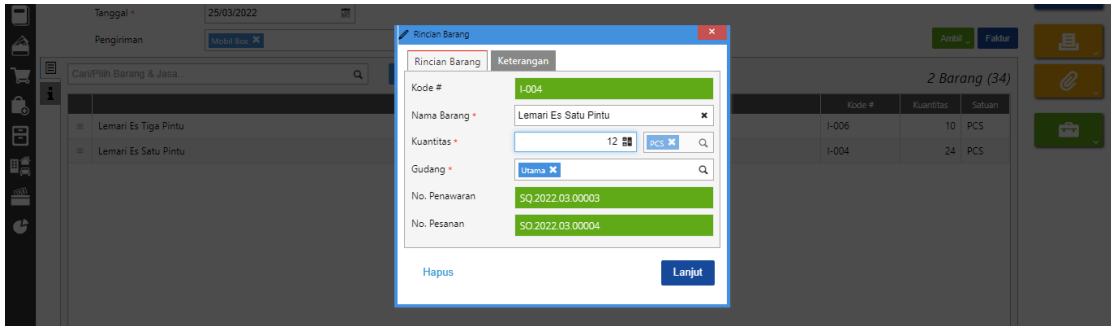 Tanggal * 25/03/2022
Pengiriman Mobil Box
Ambil Faktur
Cari/Pilih Barang & Jasa...
2 Barang (34)
Kode # Kuantitas Satuan
Lemari Es Tiga Pintu I-006 10 PCS
Lemari Es Satu Pintu I-004 24 PCS
Rincian Barang
Rincian Barang Keterangan
Kode # I-004
Nama Barang * Lemari Es Satu Pintu
Kuantitas * 12 PCS
Gudang * Utama
No. Penawaran SQ.2022.03.00003
No. Pesanan SO.2022.03.00004
Hapus Lanjut